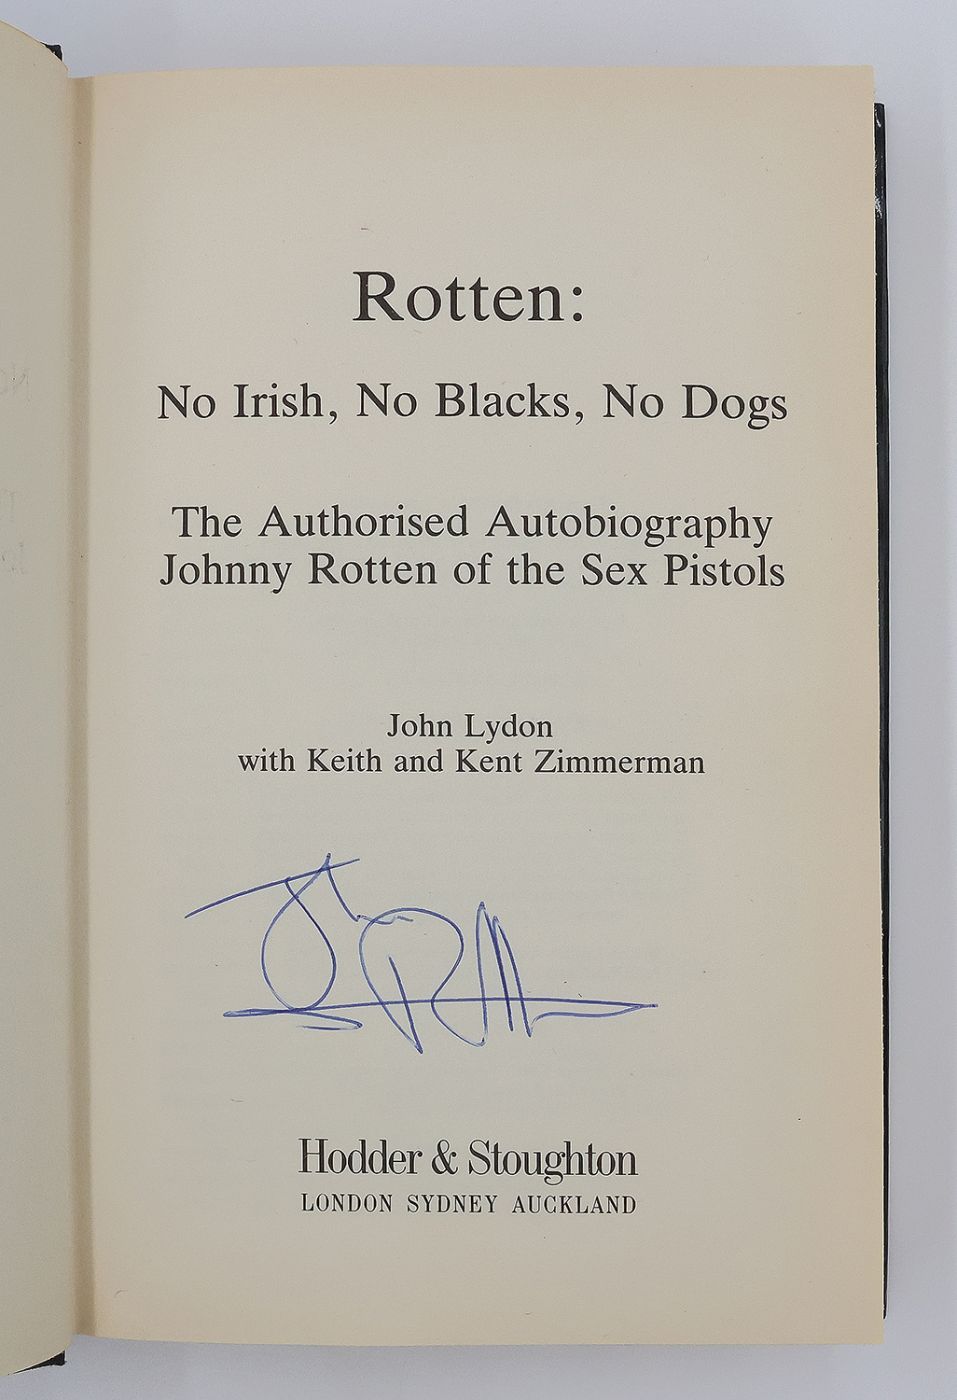 Rotten:
No Irish, No Blacks, No Dogs
The Authorised Autobiography
Johnny Rotten of the Sex Pistols
John Lydon
with Keith and Kent Zimmerman
Hodder & Stoughton
LONDON SYDNEY AUCKLAND